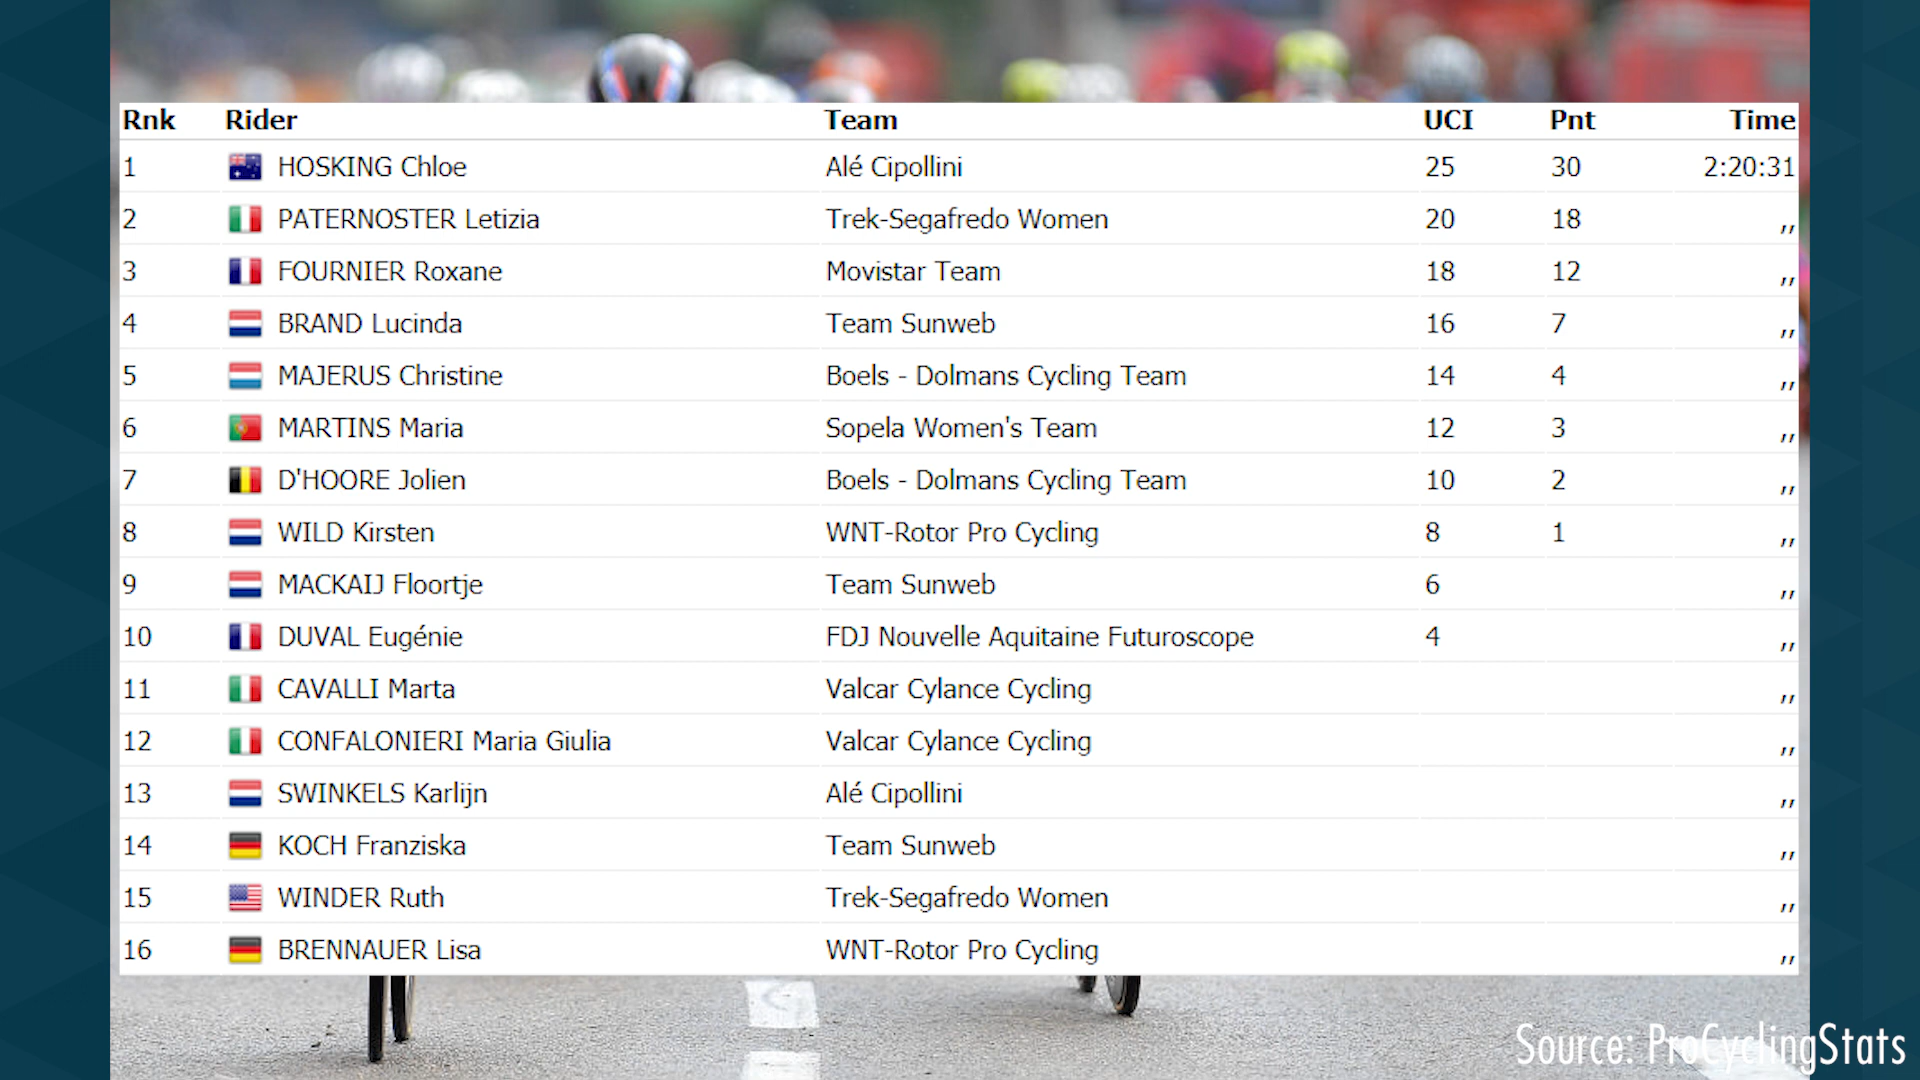 Rnk Rider Team UCI Pnt Time
1 HOSKING Chloe Alé Cipollini 25 30 2:20:31
2 PATERNOSTER Letizia Trek-Segafredo Women 20 18 ,,
3 FOURNIER Roxane Movistar Team 18 12 ,,
4 BRAND Lucinda Team Sunweb 16 7 ,,
5 MAJERUS Christine Boels - Dolmans Cycling Team 14 4 ,,
6 MARTINS Maria Sopela Women's Team 12 3 ,,
7 D'HOORE Jolien Boels - Dolmans Cycling Team 10 2 ,,
8 WILD Kirsten WNT-Rotor Pro Cycling 8 1 ,,
9 MACKAIJ Floortje Team Sunweb 6 ,,
10 DUVAL Eugénie FDJ Nouvelle Aquitaine Futuroscope 4 ,,
11 CAVALLI Marta Valcar Cylance Cycling ,,
12 CONFALONIERI Maria Giulia Valcar Cylance Cycling ,,
13 SWINKELS Karlijn Alé Cipollini ,,
14 KOCH Franziska Team Sunweb ,,
15 WINDER Ruth Trek-Segafredo Women ,,
16 BRENNAUER Lisa WNT-Rotor Pro Cycling ,,
Source: ProCyclingStats